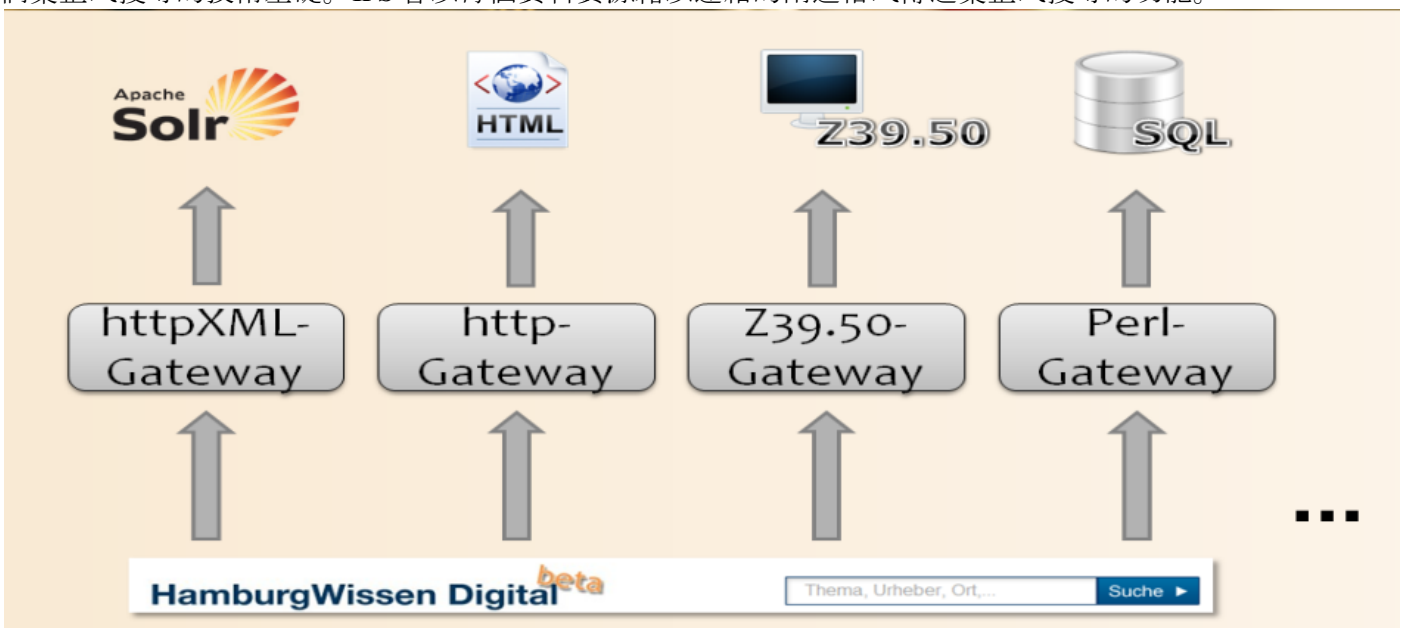 Apache
Solr
HTML
Z39.50
SQL
httpXML-
Gateway
http-
Gateway
Z39.50-
Gateway
Perl-
Gateway
...
HamburgWissen Digital beta
Thema, Urheber, Ort,...
Suche